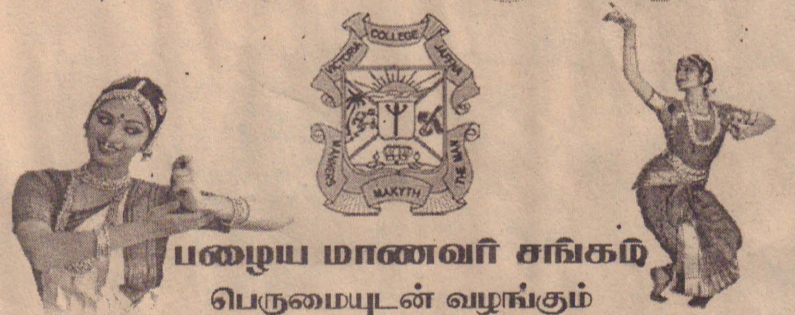 VICTORIA COLLEGE JAFFNA
MANNERS MAKYTH THE MAN
பழைய மாணவர் சங்கம்
பெருமையுடன் வழங்கும்